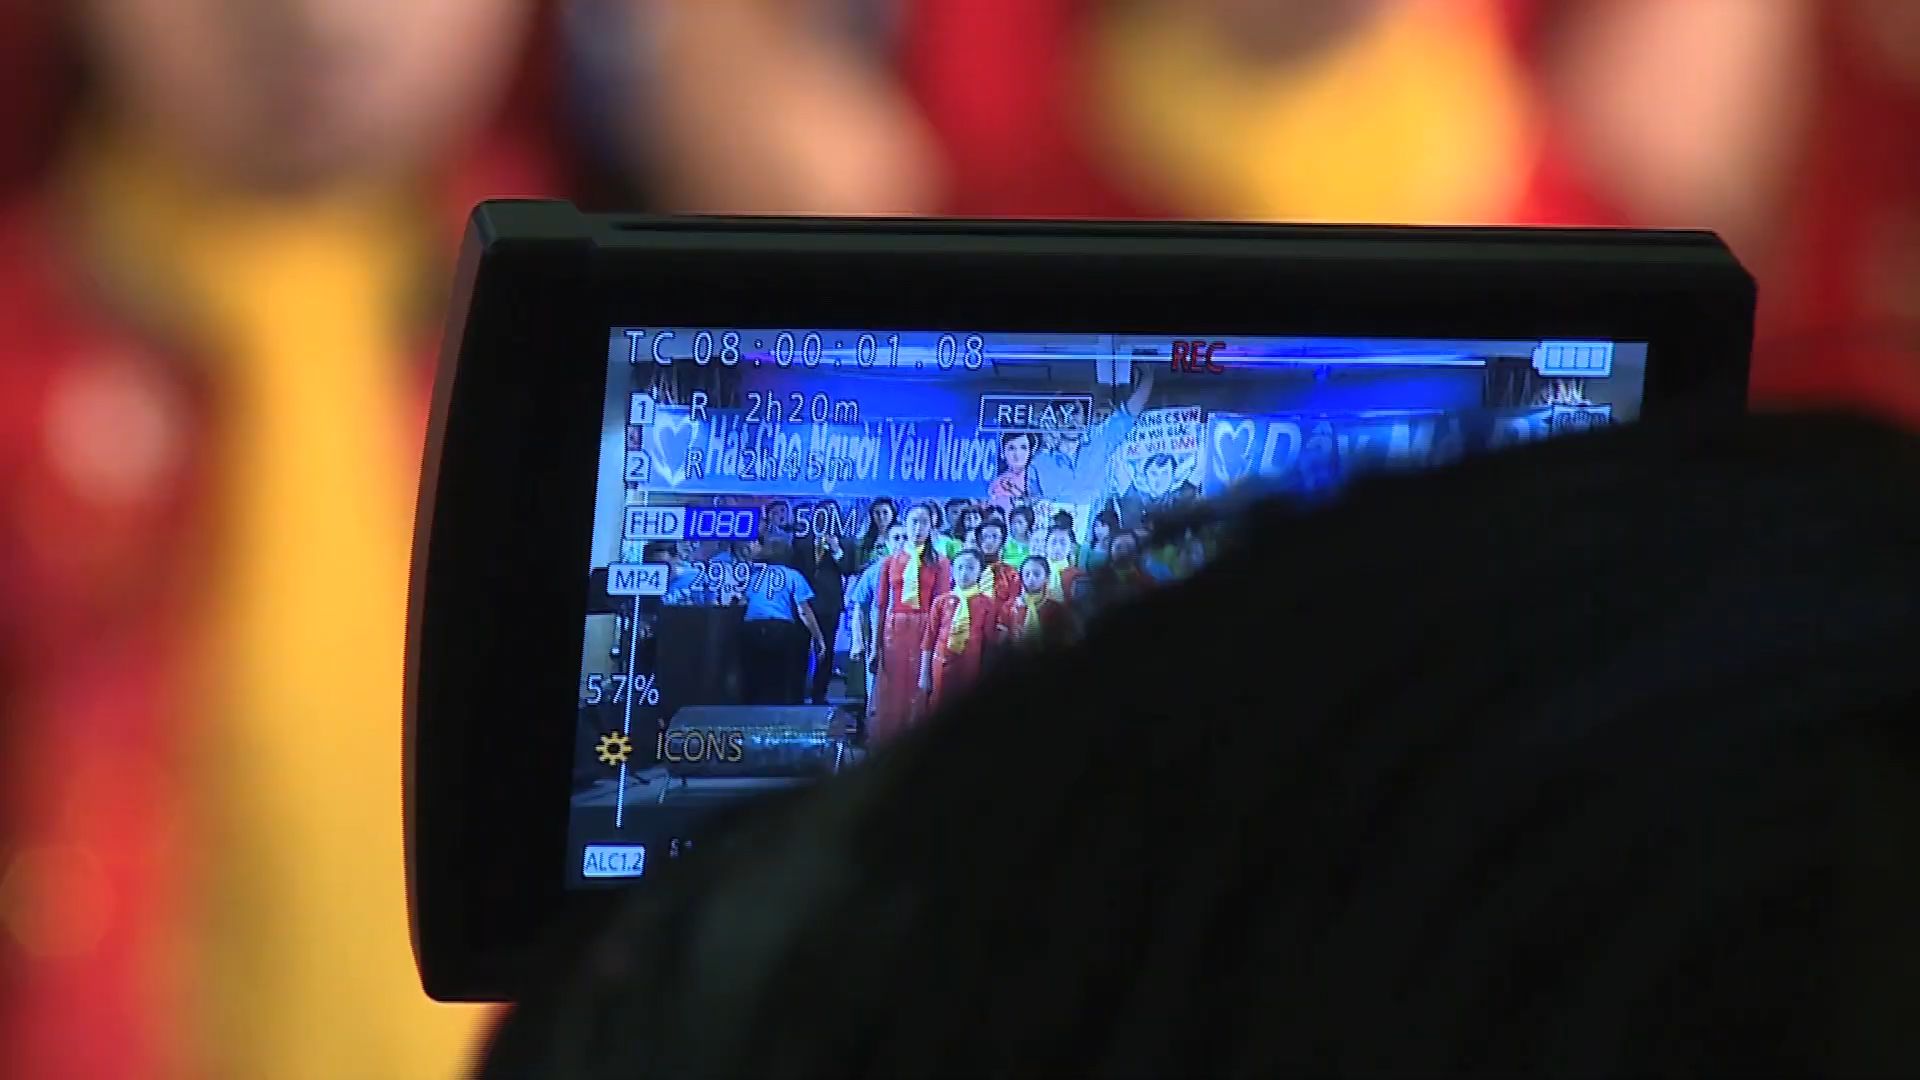 TC 08:00:01.08
REC
1 R 2h20m
RELAY
2 R 2h45m
Hát Cho Người Yêu Nước
FHD 1080 50M
MP4 29.97p
57%
ICONS
ALC1.2